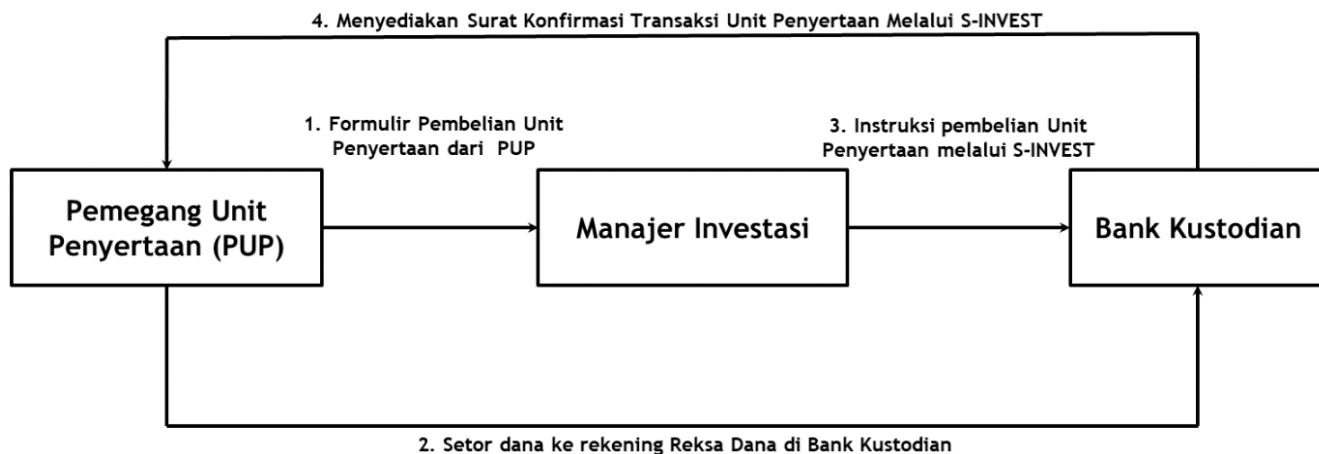 4. Menyediakan Surat Konfirmasi Transaksi Unit Penyertaan Melalui S-INVEST
1. Formulir Pembelian Unit
Penyertaan dari PUP
3. Instruksi pembelian Unit
Penyertaan melalui S-INVEST
Pemegang Unit
Penyertaan (PUP)
Manajer Investasi
Bank Kustodian
2. Setor dana ke rekening Reksa Dana di Bank Kustodian